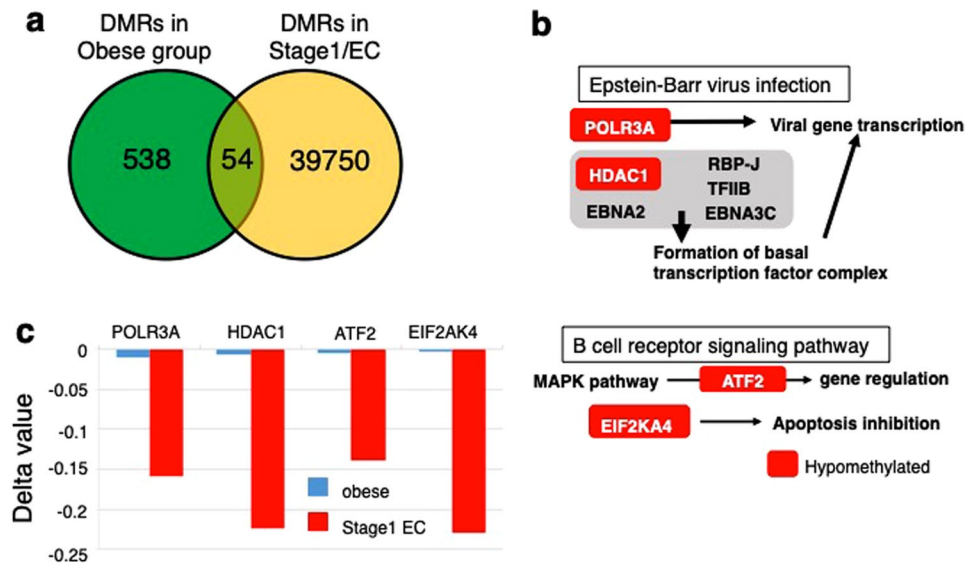 a
DMRs in
Obese group
DMRs in
Stage1/EC
538
54
39750
b
Epstein-Barr virus infection
POLR3A
Viral gene transcription
HDAC1
RBP-J
TFIIB
EBNA2
EBNA3C
Formation of basal
transcription factor complex
B cell receptor signaling pathway
MAPK pathway
ATF2
gene regulation
EIF2KA4
Apoptosis inhibition
Hypomethylated
c
POLR3A
HDAC1
ATF2
EIF2AK4
Delta value
0
-0.05
-0.1
-0.15
-0.2
-0.25
obese
Stage1 EC